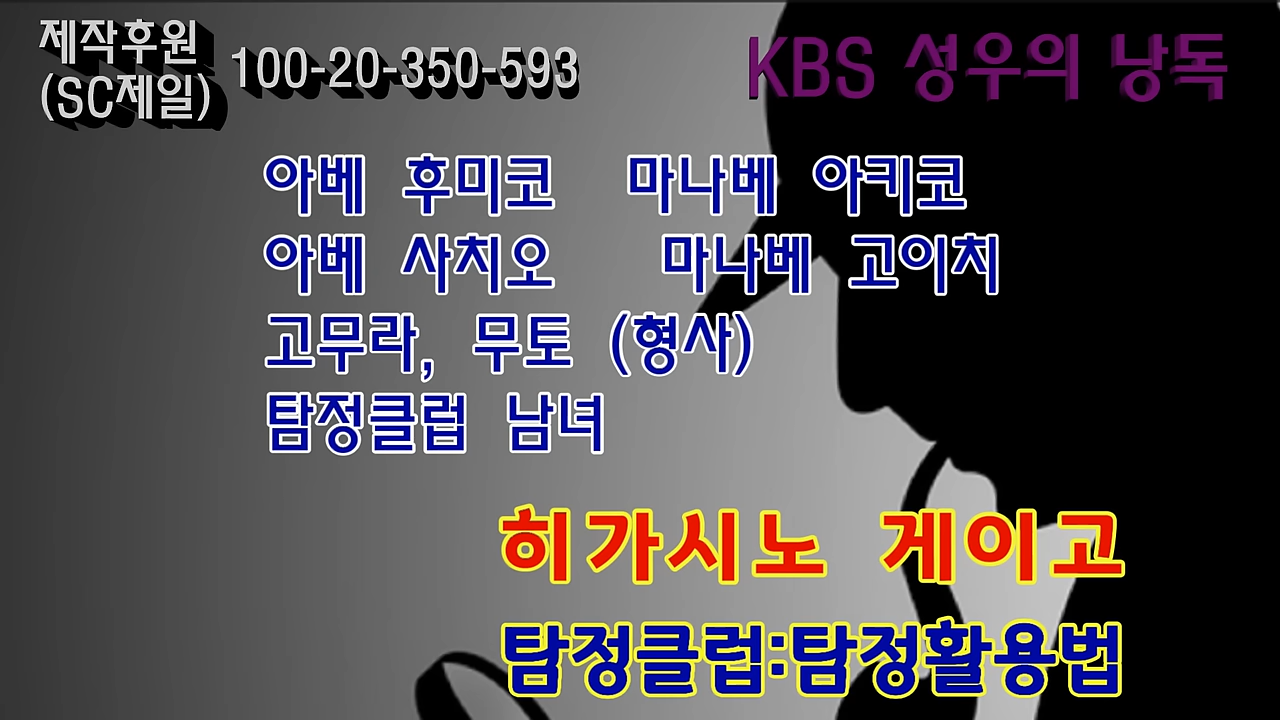 제작후원
(SC제일)
100-20-350-593
KBS 성우의 낭독
아베 후미코 마나베 아키코
아베 사치오 마나베 고이치
고무라, 무토 (형사)
탐정클럽 남녀
히가시노 게이고
탐정클럽:탐정활용법